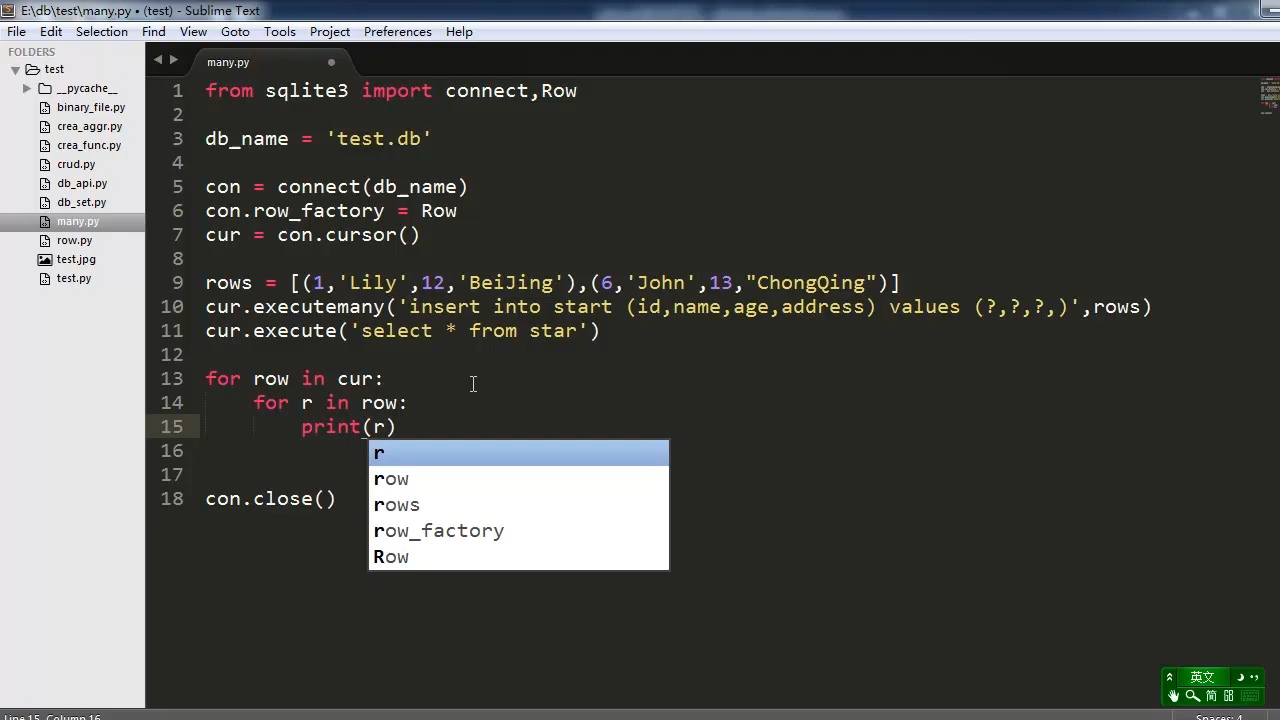 E:\db\test\many.py • (test) - Sublime Text
File Edit Selection Find View Goto Tools Project Preferences Help
FOLDERS
test
__pycache__
binary_file.py
crea_aggr.py
crea_func.py
crud.py
db_api.py
db_set.py
many.py
row.py
test.jpg
test.py
many.py
1 from sqlite3 import connect,Row
2
3 db_name = 'test.db'
4
5 con = connect(db_name)
6 con.row_factory = Row
7 cur = con.cursor()
8
9 rows = [(1,'Lily',12,'BeiJing'),(6,'John',13,"ChongQing")]
10 cur.executemany('insert into start (id,name,age,address) values (?,?,?,)',rows)
11 cur.execute('select * from star')
12
13 for row in cur:
14 for r in row:
15 print(r)
16
17
18 con.close()
r
row
rows
row_factory
Row
英文
简
Line 15, Column 16
Spaces: 4